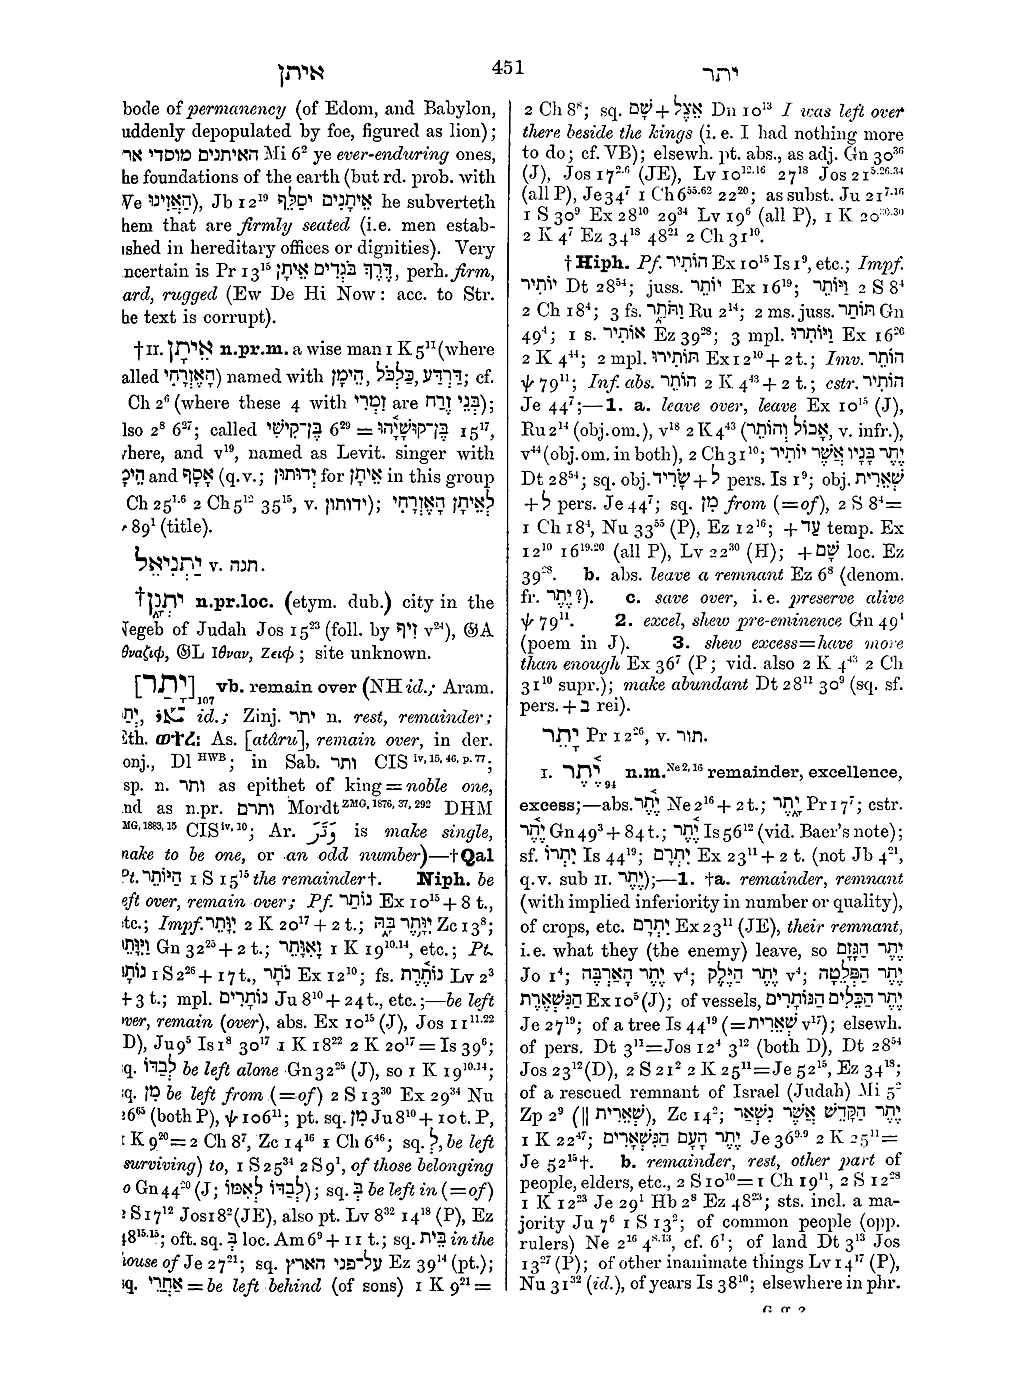 איתן
451
יתר
bode of permanency (of Edom, and Babylon,
uddenly depopulated by foe, figured as lion);
האיתנים מוסדי אר Mi 6² ye ever-enduring ones,
he foundations of the earth (but rd. prob. with
We הַאֲזִינוּ), Jb 12¹⁹ אֵיתָנִים יְסַלֵּף he subverteth
hem that are firmly seated (i.e. men estab-
ished in hereditary offices or dignities). Very
ncertain is Pr 13¹⁵ דֶּרֶךְ בֹּגְדִים אֵיתָן, perh. firm,
ard, rugged (Ew De Hi Now: acc. to Str.
he text is corrupt).
†II. אֵיתָן n.pr.m. a wise man 1 K 5¹¹ (where
alled הָאֶזְרָחִי) named with הֵימָן, כַּלְכֹּל, דַּרְדַּע; cf.
Ch 2⁶ (where these 4 with זִמְרִי are בְּנֵי זֶרַח);
lso 2⁸ 6²⁷; called בֶּן־קִישִׁי 6²⁹ = בֶּן־קוּשָׁיָהוּ 15¹⁷,
here, and v¹⁹, named as Levit. singer with
הֵימָ and אָסָף (q.v.; יְדוּתוּן for אֵיתָן in this group
Ch 25¹·⁶ 2 Ch 5¹² 35¹⁵, v. ידותון); לְאֵיתָן הָאֶזְרָחִי
89¹ (title).
יַתְנִיאֵל v. תנה.
†יִתְנָן n.pr.loc. (etym. dub.) city in the
Negeb of Judah Jos 15²³ (foll. by זִיף v²⁴), 𝔊A
θναζιφ, 𝔊L Ιθναν, Ζειφ; site unknown.
[יָתַר]₁₀₇ vb. remain over (NH id.; Aram.
id.; Zinj. יתר n. rest, remainder;
Eth. ወተረ: As. [atâru], remain over, in der.
onj., Dl HWB; in Sab. ותר CIS iv, 15, 46, p. 77;
sp. n. ותר as epithet of king = noble one,
nd as n.pr. ותרם Mordt ZMG, 1876, 37, 292 DHM
MG, 1883, 15 CIS iv, 10; Ar. وَتَرَ is make single,
make to be one, or an odd number)—†Qal
Pt. הַיּוֹתֵר 1 S 15¹⁵ the remainder†. Niph. be
eft over, remain over; Pf. נוֹתַר Ex 10¹⁵ + 8 t.,
tc.; Impf. יִוָּתֵר 2 K 20¹⁷ + 2 t.; יִוָּתֶר בָּהּ Zc 13⁸;
וַיִּוָּתֵ Gn 32²⁵ + 2 t.; וָאִוָּתֵר 1 K 19¹⁰·¹⁴, etc.; Pt.
נוֹתָ 1 S 2²⁶ + 17 t., נֹתָר Ex 12¹⁰; fs. נוֹתֶרֶת Lv 2³
+ 3 t.; mpl. נוֹתָרִים Ju 8¹⁰ + 24 t., etc.;—be left
over, remain (over), abs. Ex 10¹⁵ (J), Jos 11¹¹·²²
D), Ju 9⁵ Is 1⁸ 30¹⁷ 1 K 18²² 2 K 20¹⁷ = Is 39⁶;
q. לְבַדּוֹ be left alone Gn 32²⁵ (J), so 1 K 19¹⁰·¹⁴;
q. מִן be left from (= of) 2 S 13³⁰ Ex 29³⁴ Nu
26⁶⁵ (both P), ψ 106¹¹; pt. sq. מִן Ju 8¹⁰ + 10 t. P,
1 K 9²⁰ = 2 Ch 8⁷, Zc 14¹⁶ 1 Ch 6⁴⁶; sq. לְ, be left
surviving) to, 1 S 25³⁴ 2 S 9¹, of those belonging
o Gn 44²⁰ (J; לְבַדּוֹ לְאִמּוֹ); sq. בְּ be left in (= of)
2 S 17¹² Jos 18² (JE), also pt. Lv 8³² 14¹⁸ (P), Ez
48¹⁵·¹⁵; oft. sq. בְּ loc. Am 6⁹ + 11 t.; sq. בֵּית in the
house of Je 27²¹; sq. על־פני הארץ Ez 39¹⁴ (pt.);
sq. אַחֲרֵי = be left behind (of sons) 1 K 9²¹ =
2 Ch 8⁸; sq. אֵצֶל + שָׁם Dn 10¹³ I was left over
there beside the kings (i. e. I had nothing more
to do; cf. VB); elsewh. pt. abs., as adj. Gn 30³⁶
(J), Jos 17²·⁶ (JE), Lv 10¹²·¹⁶ 27¹⁸ Jos 21⁵·²⁶·³⁴
(all P), Je 34⁷ 1 Ch 6⁵⁵·⁶² 22²⁰; as subst. Ju 21⁷·¹⁶
1 S 30⁹ Ex 28¹⁰ 29³⁴ Lv 19⁶ (all P), 1 K 20³⁰·³⁰
2 K 4⁷ Ez 34¹⁸ 48²¹ 2 Ch 31¹⁰.
†Hiph. Pf. הוֹתִיר Ex 10¹⁵ Is 1⁹, etc.; Impf.
יוֹתִיר Dt 28⁵⁴; juss. יוֹתֵר Ex 16¹⁹; וַיּוֹתֵר 2 S 8⁴
2 Ch 18⁴; 3 fs. וַתֹּתַר Ru 2¹⁴; 2 ms. juss. תּוֹתַר Gn
49⁴; 1 s. אוֹתִיר Ez 39²⁸; 3 mpl. וַיּוֹתִרוּ Ex 16²⁰
2 K 4⁴⁴; 2 mpl. תּוֹתִירוּ Ex 12¹⁰ + 2 t.; Imv. הוֹתֵר
ψ 79¹¹; Inf. abs. הוֹתֵר 2 K 4⁴³ + 2 t.; cstr. הוֹתִיר
Je 44⁷;—1. a. leave over, leave Ex 10¹⁵ (J),
Ru 2¹⁴ (obj. om.), v¹⁸ 2 K 4⁴³ (אָכוֹל וְהוֹתֵר, v. infr.),
v⁴⁴ (obj. om. in both), 2 Ch 31¹⁰; יֶתֶר בָּנָיו אֲשֶׁר יוֹתִיר
Dt 28⁵⁴; sq. obj. שָׂרִיד + לְ pers. Is 1⁹; obj. שְׁאֵרִית
+ לְ pers. Je 44⁷; sq. מִן from (= of), 2 S 8⁴ =
1 Ch 18⁴, Nu 33⁵⁵ (P), Ez 12¹⁶; + עַד temp. Ex
12¹⁰ 16¹⁹·²⁰ (all P), Lv 22³⁰ (H); + שָׁם loc. Ez
39²⁸. b. abs. leave a remnant Ez 6⁸ (denom.
fr. יֶתֶר?). c. save over, i. e. preserve alive
ψ 79¹¹. 2. excel, shew pre-eminence Gn 49⁴
(poem in J). 3. shew excess = have more
than enough Ex 36⁷ (P; vid. also 2 K 4⁴³ 2 Ch
31¹⁰ supr.); make abundant Dt 28¹¹ 30⁹ (sq. sf.
pers. + ב rei).
יָתֵר Pr 12²⁶, v. תור.
I. יֶתֶר₉₄ n.m.Ne 2, 16 remainder, excellence,
excess;—abs. יֶתֶר Ne 2¹⁶ + 2 t.; יָתֶר Pr 17⁷; cstr.
יֶתֶר Gn 49³ + 84 t.; יֶתֶר Is 56¹² (vid. Baer's note);
sf. יִתְרוֹ Is 44¹⁹; יִתְרָם Ex 23¹¹ + 2 t. (not Jb 4²¹,
q.v. sub II. יֶתֶר);—1. †a. remainder, remnant
(with implied inferiority in number or quality),
of crops, etc. יִתְרָם Ex 23¹¹ (JE), their remnant,
i.e. what they (the enemy) leave, so יֶתֶר הַגָּזָם
Jo 1⁴; יֶתֶר הָאַרְבֶּה v⁴; יֶתֶר הַיֶּלֶק v⁴; יֶתֶר הַפְּלֵטָה
הַנִּשְׁאֶרֶת Ex 10⁵ (J); of vessels, יֶתֶר הַכֵּלִים הַנּוֹתָרִים
Je 27¹⁹; of a tree Is 44¹⁹ (= שְׁאֵרִית v¹⁷); elsewh.
of pers. Dt 3¹¹ = Jos 12⁴ 3¹² (both D), Dt 28⁵⁴
Jos 23¹² (D), 2 S 21² 2 K 25¹¹ = Je 52¹⁵, Ez 34¹⁸;
of a rescued remnant of Israel (Judah) Mi 5²
Zp 2⁹ (|| שְׁאֵרִית), Zc 14²; יֶתֶר הַקָּדֵשׁ אֲשֶׁר נִשְׁאַר
1 K 22⁴⁷; יֶתֶר הָעָם הַנִּשְׁאָרִים Je 36⁹·⁹ 2 K 25¹¹ =
Je 52¹⁵†. b. remainder, rest, other part of
people, elders, etc., 2 S 10¹⁰ = 1 Ch 19¹¹, 2 S 12²⁸
1 K 12²³ Je 29¹ Hb 2⁸ Ez 48²³; sts. incl. a ma-
jority Ju 7⁶ 1 S 13²; of common people (opp.
rulers) Ne 2¹⁶ 4⁸·¹³, cf. 6¹; of land Dt 3¹³ Jos
13²⁷ (P); of other inanimate things Lv 14¹⁷ (P),
Nu 31³² (id.), of years Is 38¹⁰; elsewhere in phr.